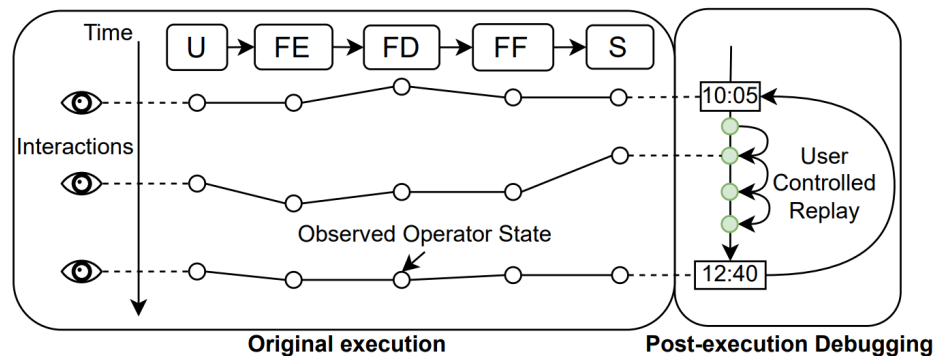 Time
U
FE
FD
FF
S
10:05
Interactions
User
Controlled
Replay
Observed Operator State
12:40
Original execution
Post-execution Debugging